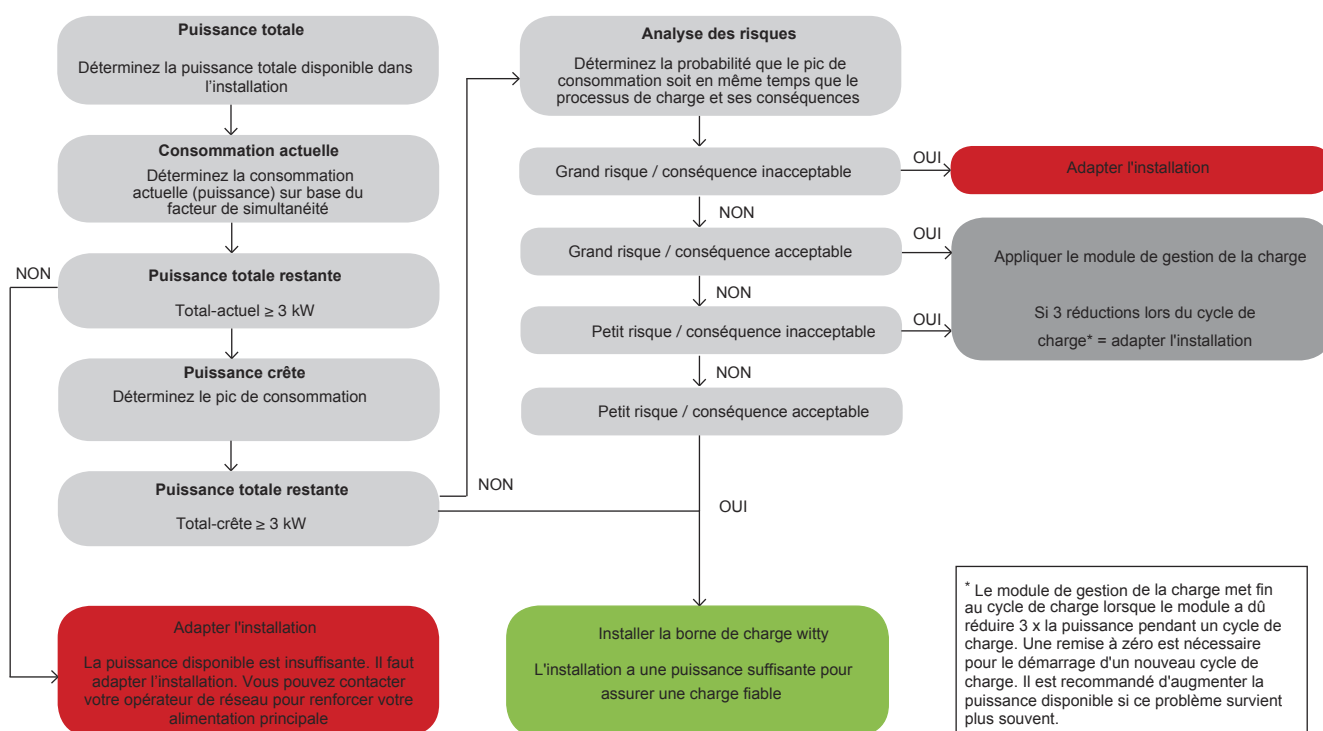 Puissance totale
Déterminez la puissance totale disponible dans
l'installation
Consommation actuelle
Déterminez la consommation
actuelle (puissance) sur base du
facteur de simultanéité
NON
Puissance totale restante
Total-actuel ≥ 3 kW
Puissance crête
Déterminez le pic de consommation
Puissance totale restante
Total-crête ≥ 3 kW
NON
OUI
Adapter l'installation
La puissance disponible est insuffisante. Il faut
adapter l'installation. Vous pouvez contacter
votre opérateur de réseau pour renforcer votre
alimentation principale
Analyse des risques
Déterminez la probabilité que le pic de
consommation soit en même temps que le
processus de charge et ses conséquences
Grand risque / conséquence inacceptable
OUI
Adapter l'installation
NON
Grand risque / conséquence acceptable
OUI
Appliquer le module de gestion de la charge
Si 3 réductions lors du cycle de
charge* = adapter l'installation
NON
Petit risque / conséquence inacceptable
OUI
NON
Petit risque / conséquence acceptable
Installer la borne de charge witty
L'installation a une puissance suffisante pour
assurer une charge fiable
* Le module de gestion de la charge met fin
au cycle de charge lorsque le module a dû
réduire 3 x la puissance pendant un cycle de
charge. Une remise à zéro est nécessaire
pour le démarrage d'un nouveau cycle de
charge. Il est recommandé d'augmenter la
puissance disponible si ce problème survient
plus souvent.